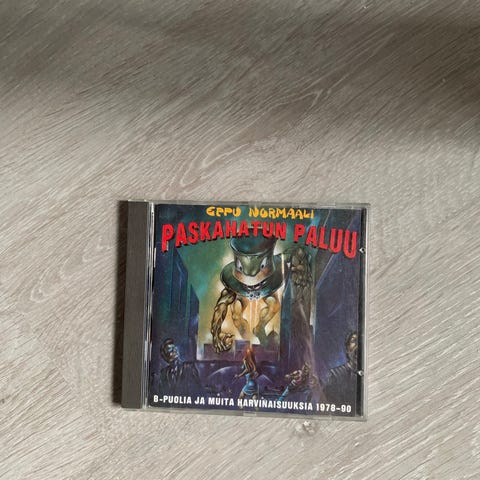 EPPU NORMAALI
PASKAHATUN PALUU
B-PUOLIA JA MUITA HARVINAISUUKSIA 1978-90